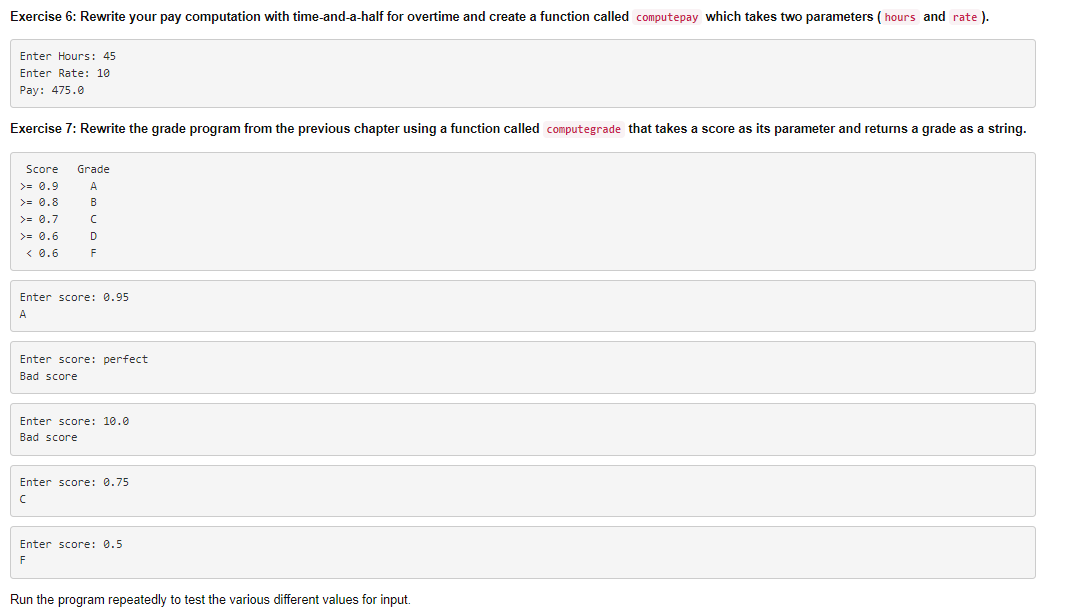 Exercise 6: Rewrite your pay computation with time-and-a-half for overtime and create a function called computepay which takes two parameters ( hours and rate ).
Enter Hours: 45
Enter Rate: 10
Pay: 475.0
Exercise 7: Rewrite the grade program from the previous chapter using a function called computegrade that takes a score as its parameter and returns a grade as a string.
Score Grade
>= 0.9 A
>= 0.8 B
>= 0.7 C
>= 0.6 D
< 0.6 F
Enter score: 0.95
A
Enter score: perfect
Bad score
Enter score: 10.0
Bad score
Enter score: 0.75
C
Enter score: 0.5
F
Run the program repeatedly to test the various different values for input.